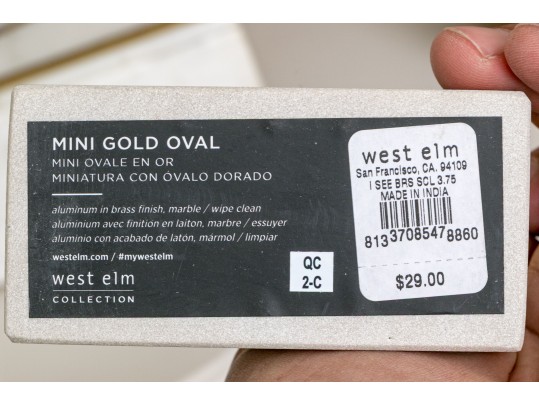 MINI GOLD OVAL
MINI OVALE EN OR
MINIATURA CON ÓVALO DORADO
aluminum in brass finish, marble / wipe clean
aluminium avec finition en laiton, marbre / essuyer
aluminio con acabado de latón, mármol / limpiar
westelm.com / #mywestelm
west elm
COLLECTION
QC
2-C
west elm
San Francisco, CA. 94109
I SEE BRS SCL 3.75
MADE IN INDIA
813370854788​60
$29.00